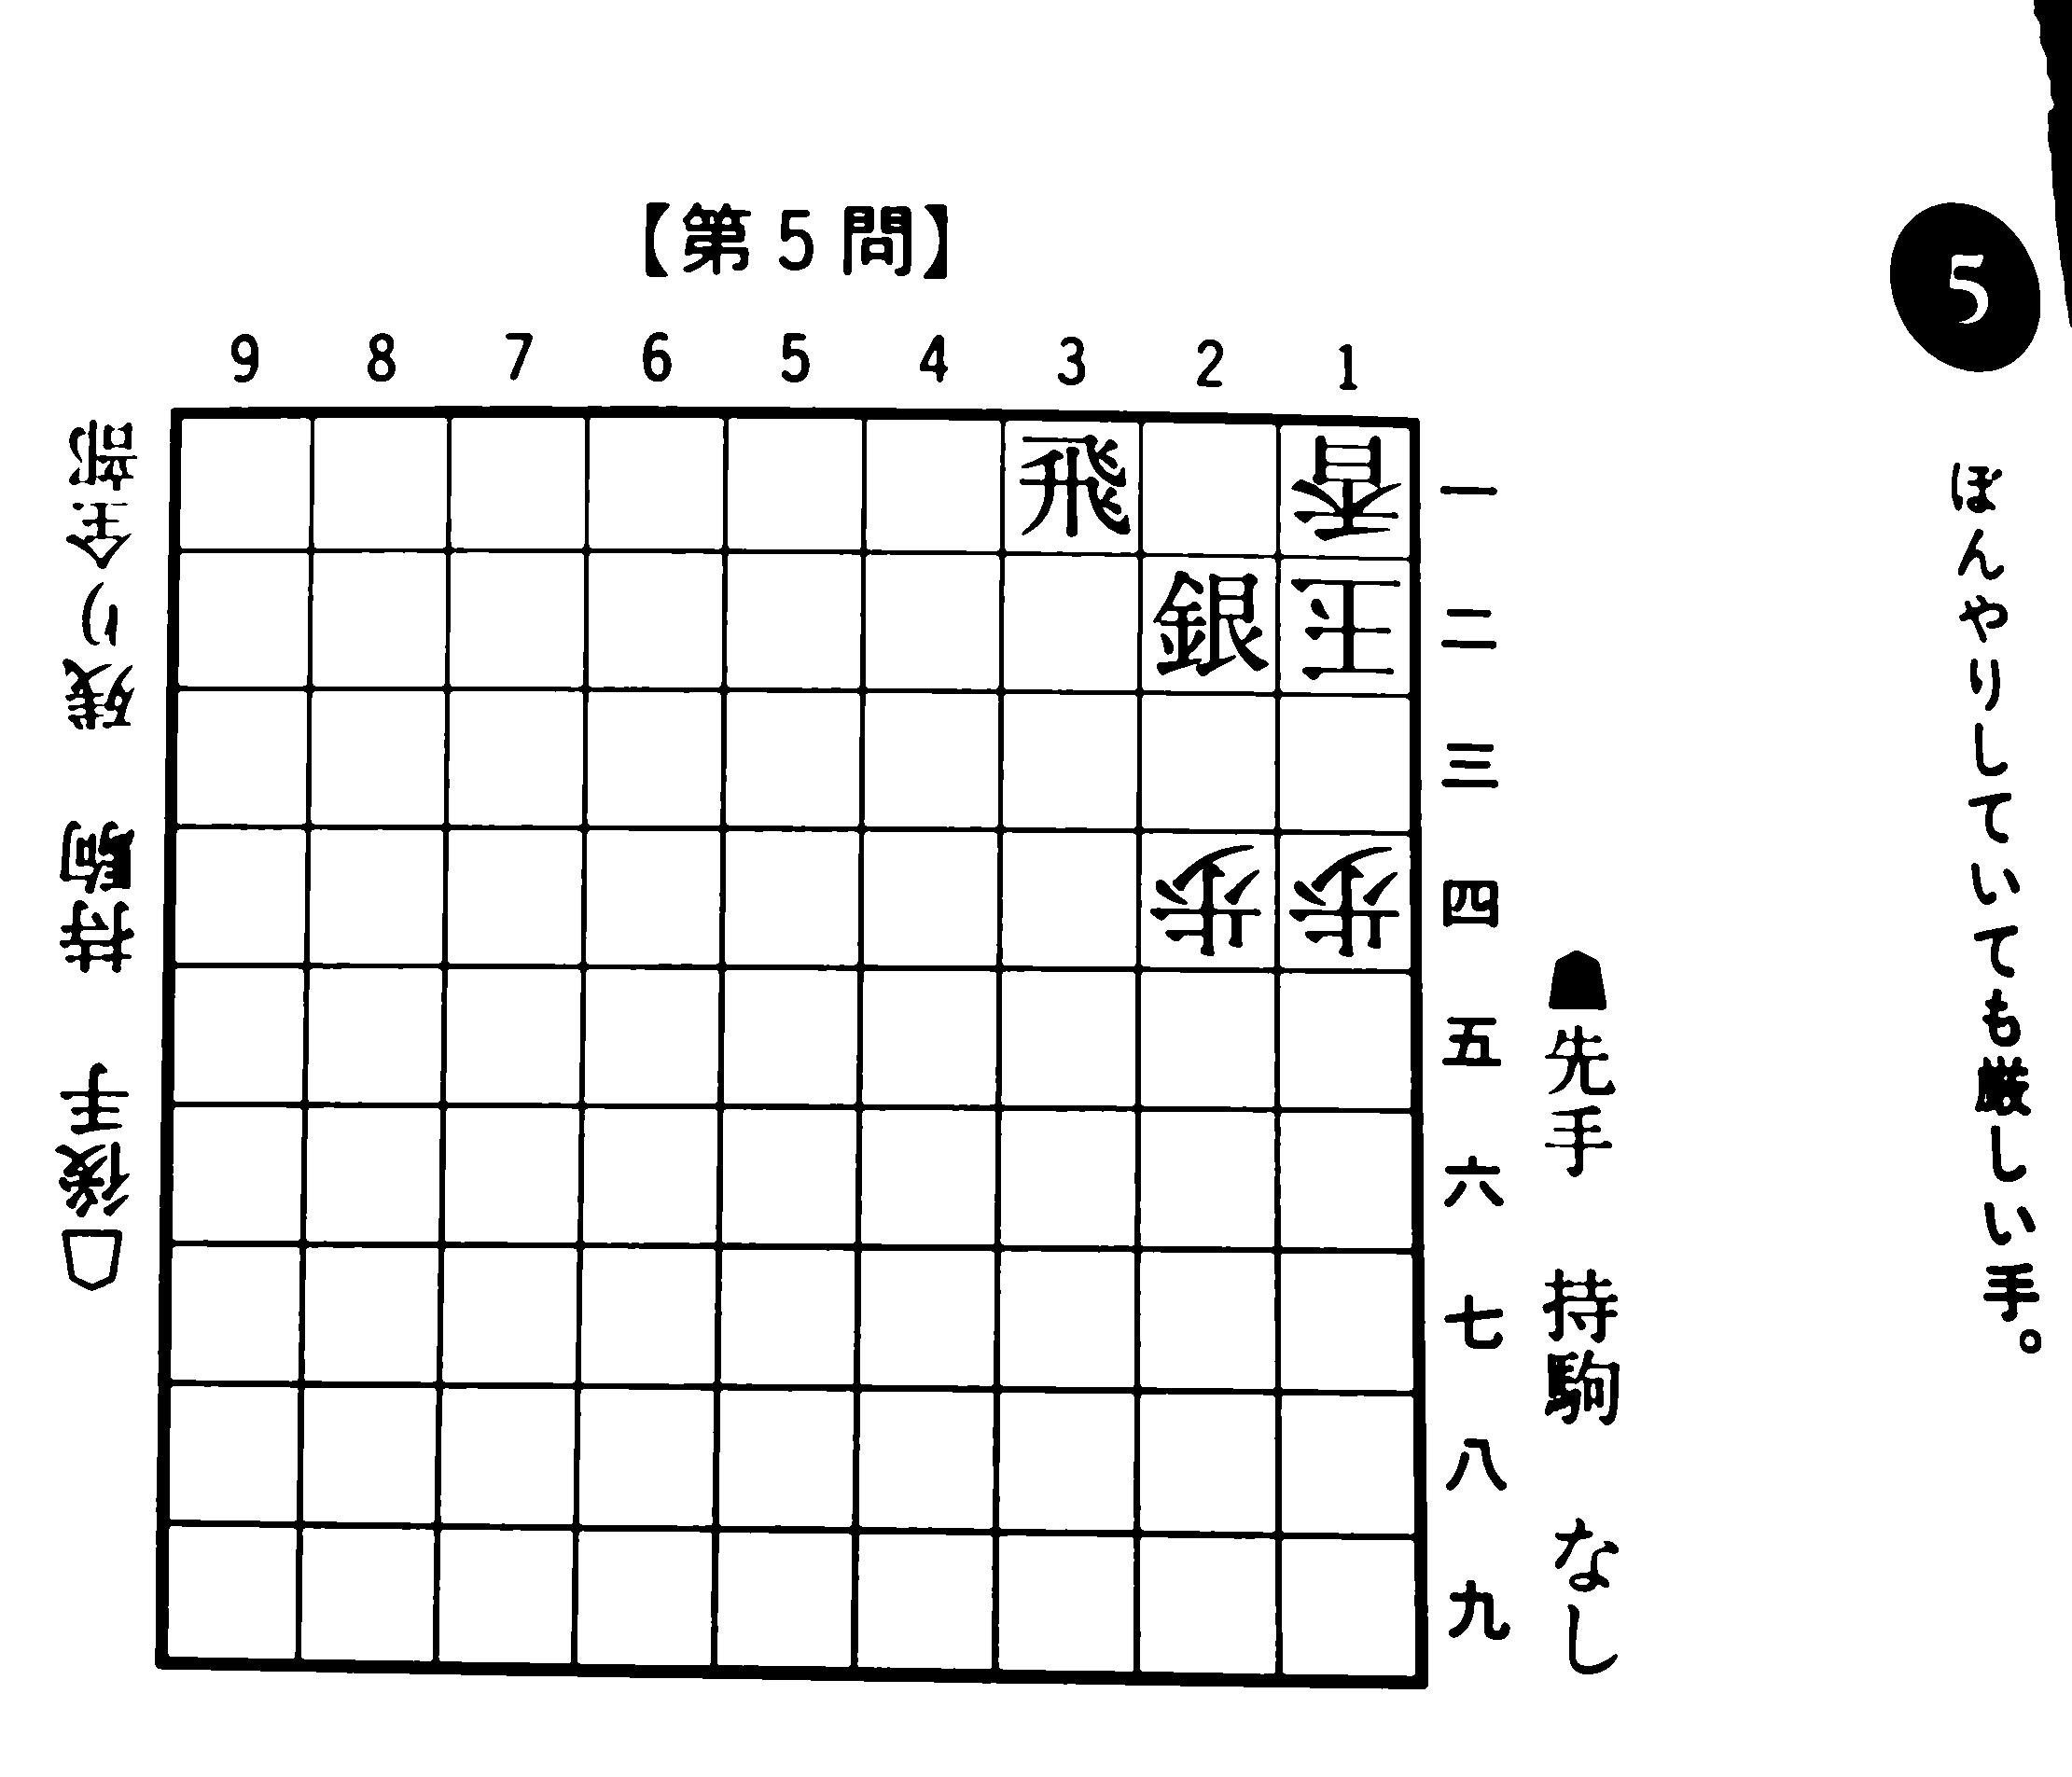 5
ぼんやりしていても厳しい手。
【第5問】
9 8 7 6 5 4 3 2 1
飛 香 一
銀 王 二
三
歩 歩 四
五
六
七
八
九
☗先手 持駒 なし
☖後手 持駒 残り全部